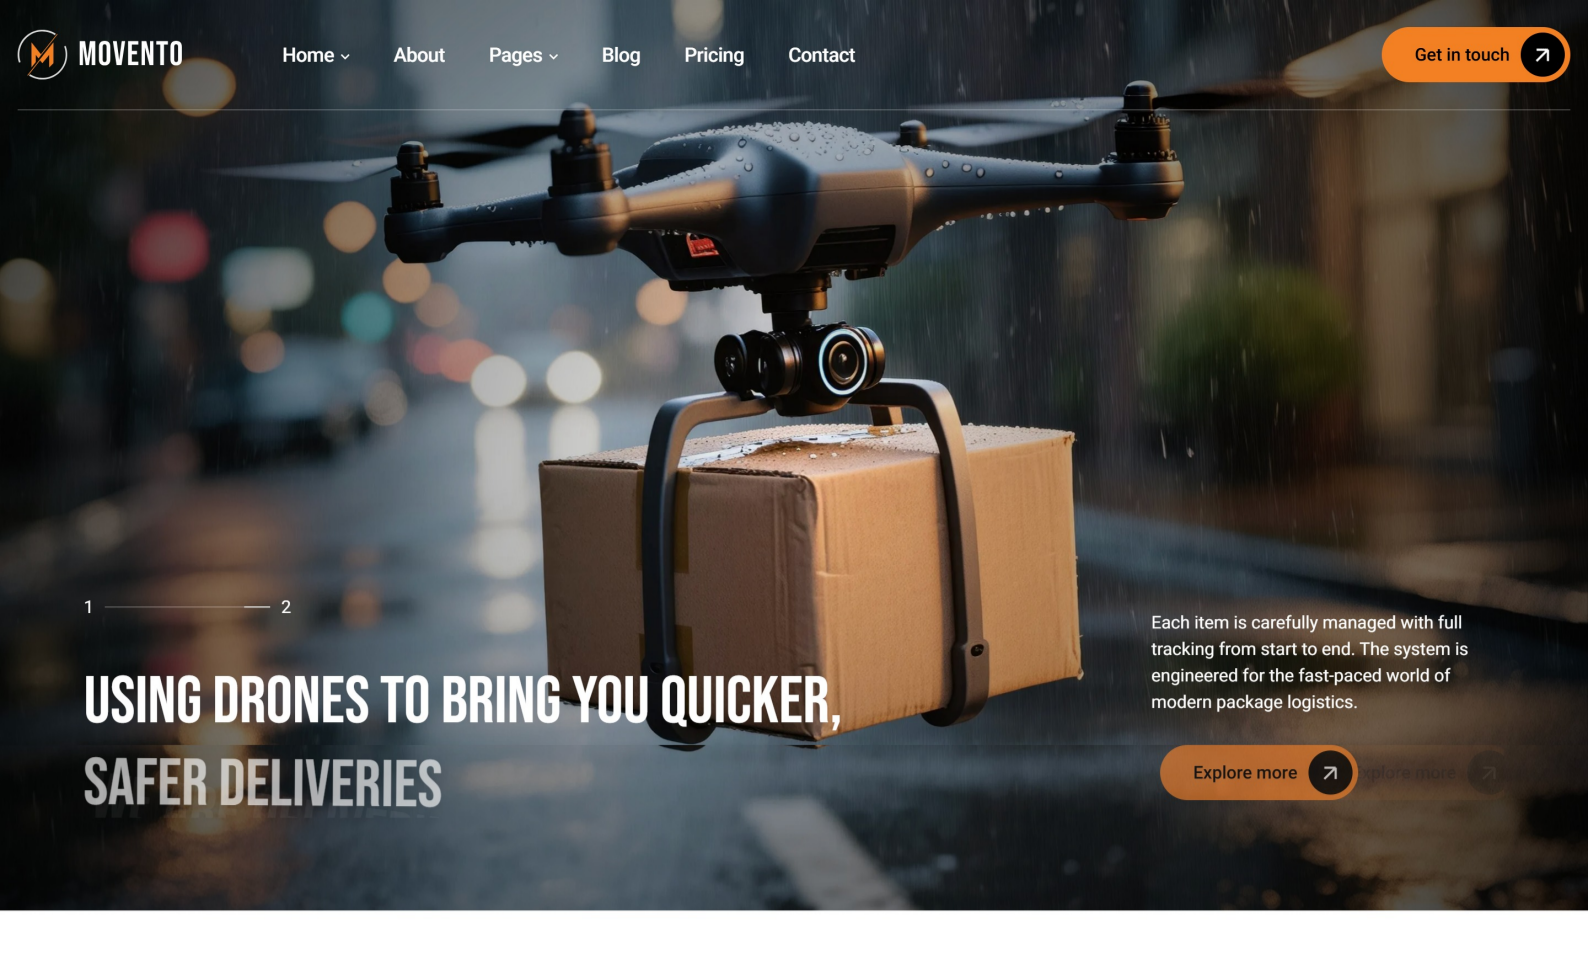 MOVENTO
Home
About
Pages
Blog
Pricing
Contact
Get in touch
1
2
USING DRONES TO BRING YOU QUICKER,
SAFER DELIVERIES
Each item is carefully managed with full
tracking from start to end. The system is
engineered for the fast-paced world of
modern package logistics.
Explore more
xplore more